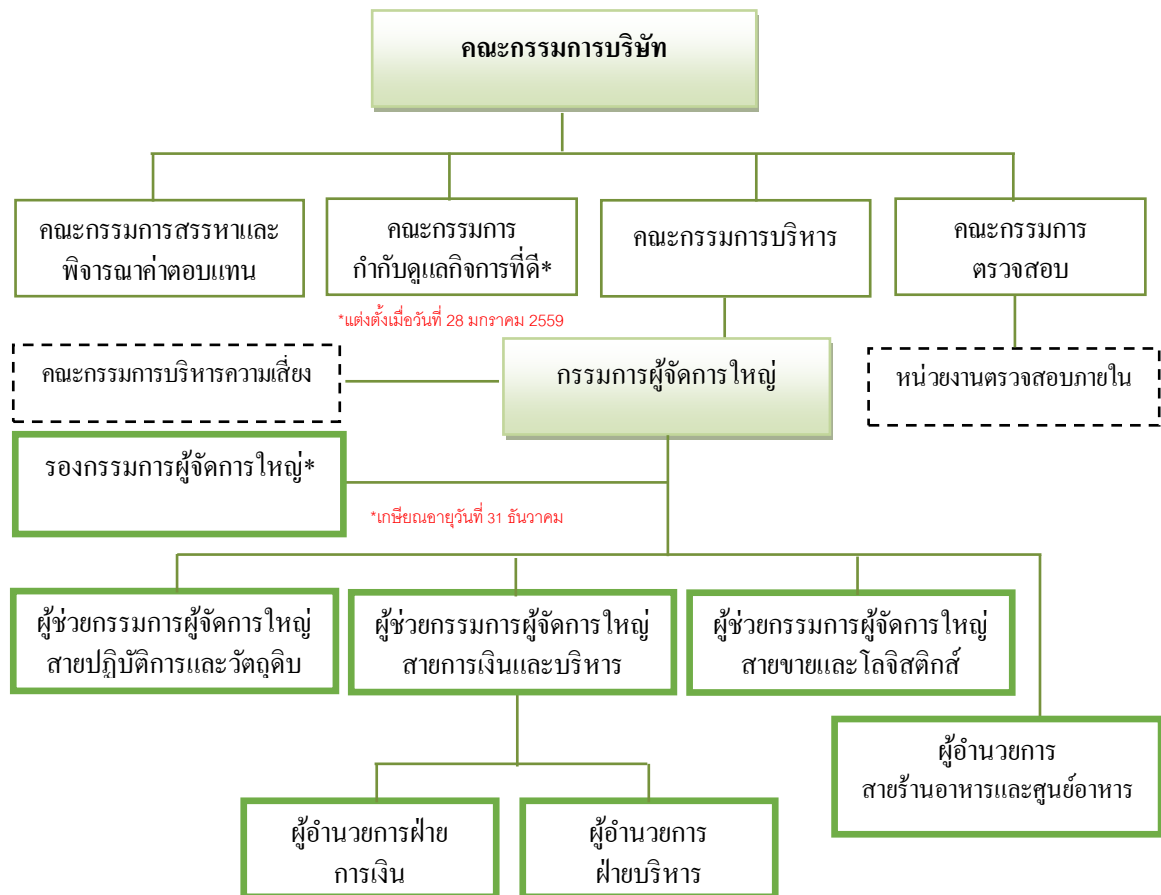 คณะกรรมการบริษัท
คณะกรรมการสรรหาและ
พิจารณาค่าตอบแทน
คณะกรรมการ
กำกับดูแลกิจการที่ดี*
คณะกรรมการบริหาร
คณะกรรมการ
ตรวจสอบ
*แต่งตั้งเมื่อวันที่ 28 มกราคม 2559
คณะกรรมการบริหารความเสี่ยง
กรรมการผู้จัดการใหญ่
หน่วยงานตรวจสอบภายใน
รองกรรมการผู้จัดการใหญ่*
*เกษียณอายุวันที่ 31 ธันวาคม
ผู้ช่วยกรรมการผู้จัดการใหญ่
สายปฏิบัติการและวัตถุดิบ
ผู้ช่วยกรรมการผู้จัดการใหญ่
สายการเงินและบริหาร
ผู้ช่วยกรรมการผู้จัดการใหญ่
สายขายและโลจิสติกส์
ผู้อำนวยการ
สายร้านอาหารและศูนย์อาหาร
ผู้อำนวยการฝ่าย
การเงิน
ผู้อำนวยการ
ฝ่ายบริหาร